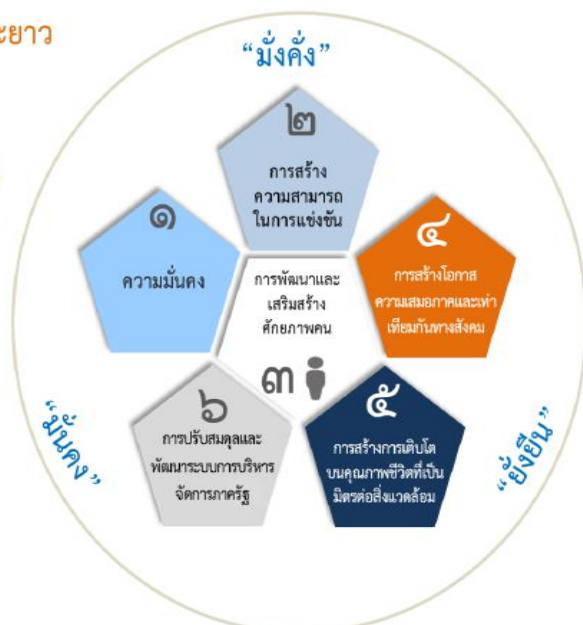 ะยาว
“มั่งคั่ง”
๒
การสร้าง
ความสามารถ
ในการแข่งขัน
๑
ความมั่นคง
๔
การสร้างโอกาส
ความเสมอภาคและเท่า
เทียมกันทางสังคม
การพัฒนาและ
เสริมสร้าง
ศักยภาพคน
๓
๖
การปรับสมดุลและ
พัฒนาระบบการบริหาร
จัดการภาครัฐ
๕
การสร้างการเติบโต
บนคุณภาพชีวิตที่เป็น
มิตรต่อสิ่งแวดล้อม
“มั่นคง”
“ยั่งยืน”